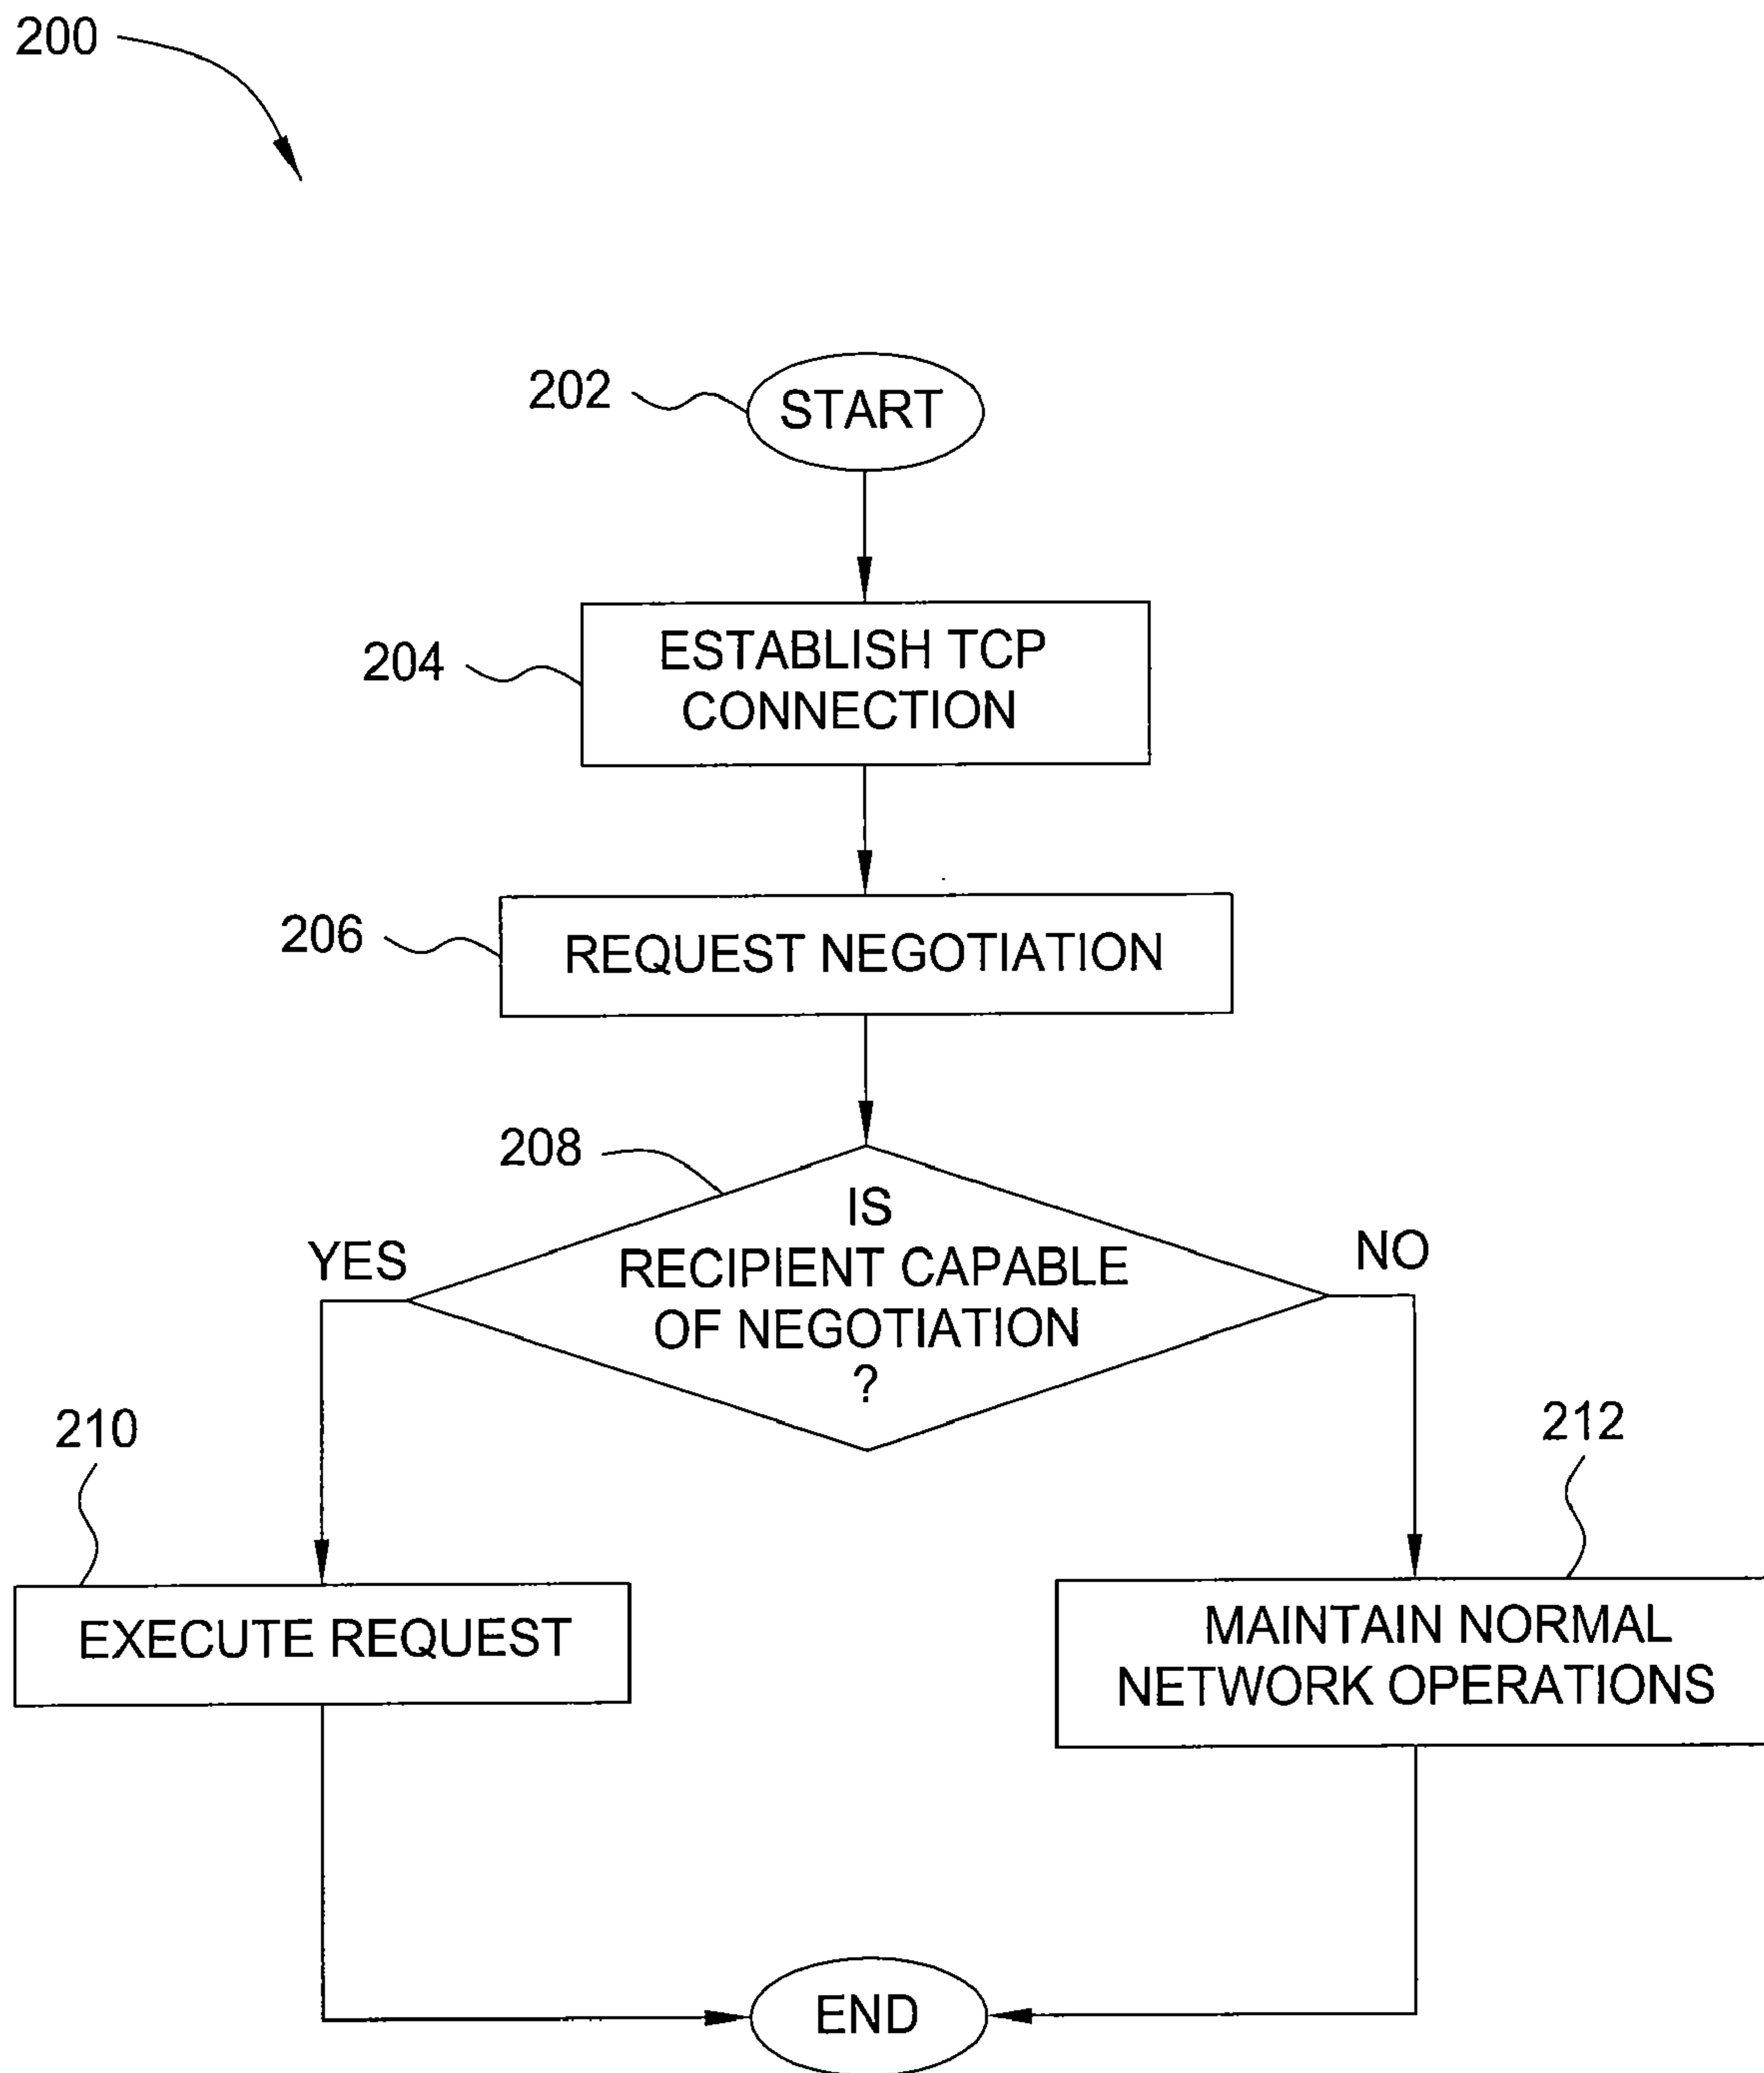 200
202
START
204
ESTABLISH TCP
CONNECTION
206
REQUEST NEGOTIATION
208
IS
RECIPIENT CAPABLE
OF NEGOTIATION
?
YES
NO
210
EXECUTE REQUEST
212
MAINTAIN NORMAL
NETWORK OPERATIONS
END